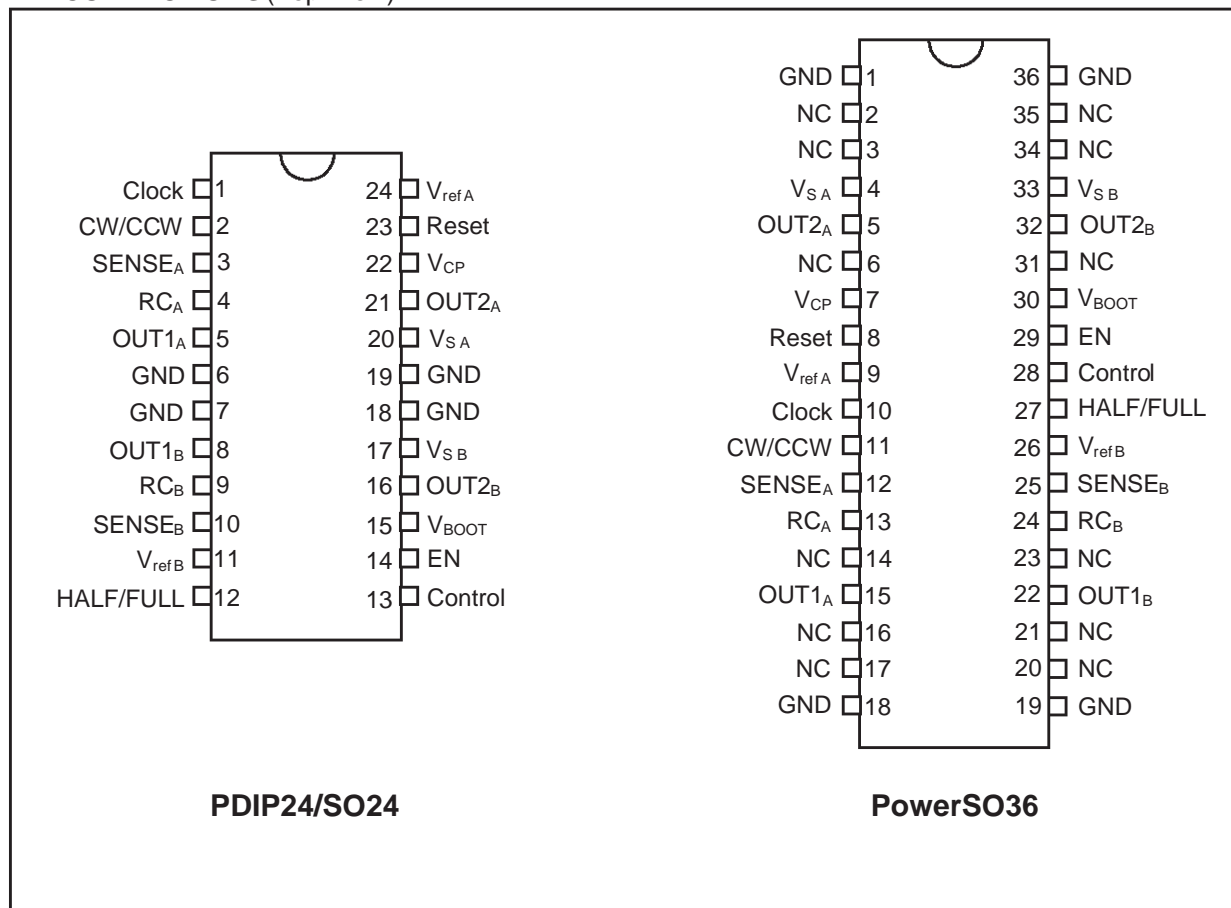 GND 1 36 GND
NC 2 35 NC
NC 3 34 NC
Clock 1 24 VrefA VSA 4 33 VSB
CW/CCW 2 23 Reset OUT2A 5 32 OUT2B
SENSEA 3 22 VCP NC 6 31 NC
RCA 4 21 OUT2A VCP 7 30 VBOOT
OUT1A 5 20 VSA Reset 8 29 EN
GND 6 19 GND VrefA 9 28 Control
GND 7 18 GND Clock 10 27 HALF/FULL
OUT1B 8 17 VSB CW/CCW 11 26 VrefB
RCB 9 16 OUT2B SENSEA 12 25 SENSEB
SENSEB 10 15 VBOOT RCA 13 24 RCB
VrefB 11 14 EN NC 14 23 NC
HALF/FULL 12 13 Control OUT1A 15 22 OUT1B
NC 16 21 NC
NC 17 20 NC
GND 18 19 GND
PDIP24/SO24 PowerSO36